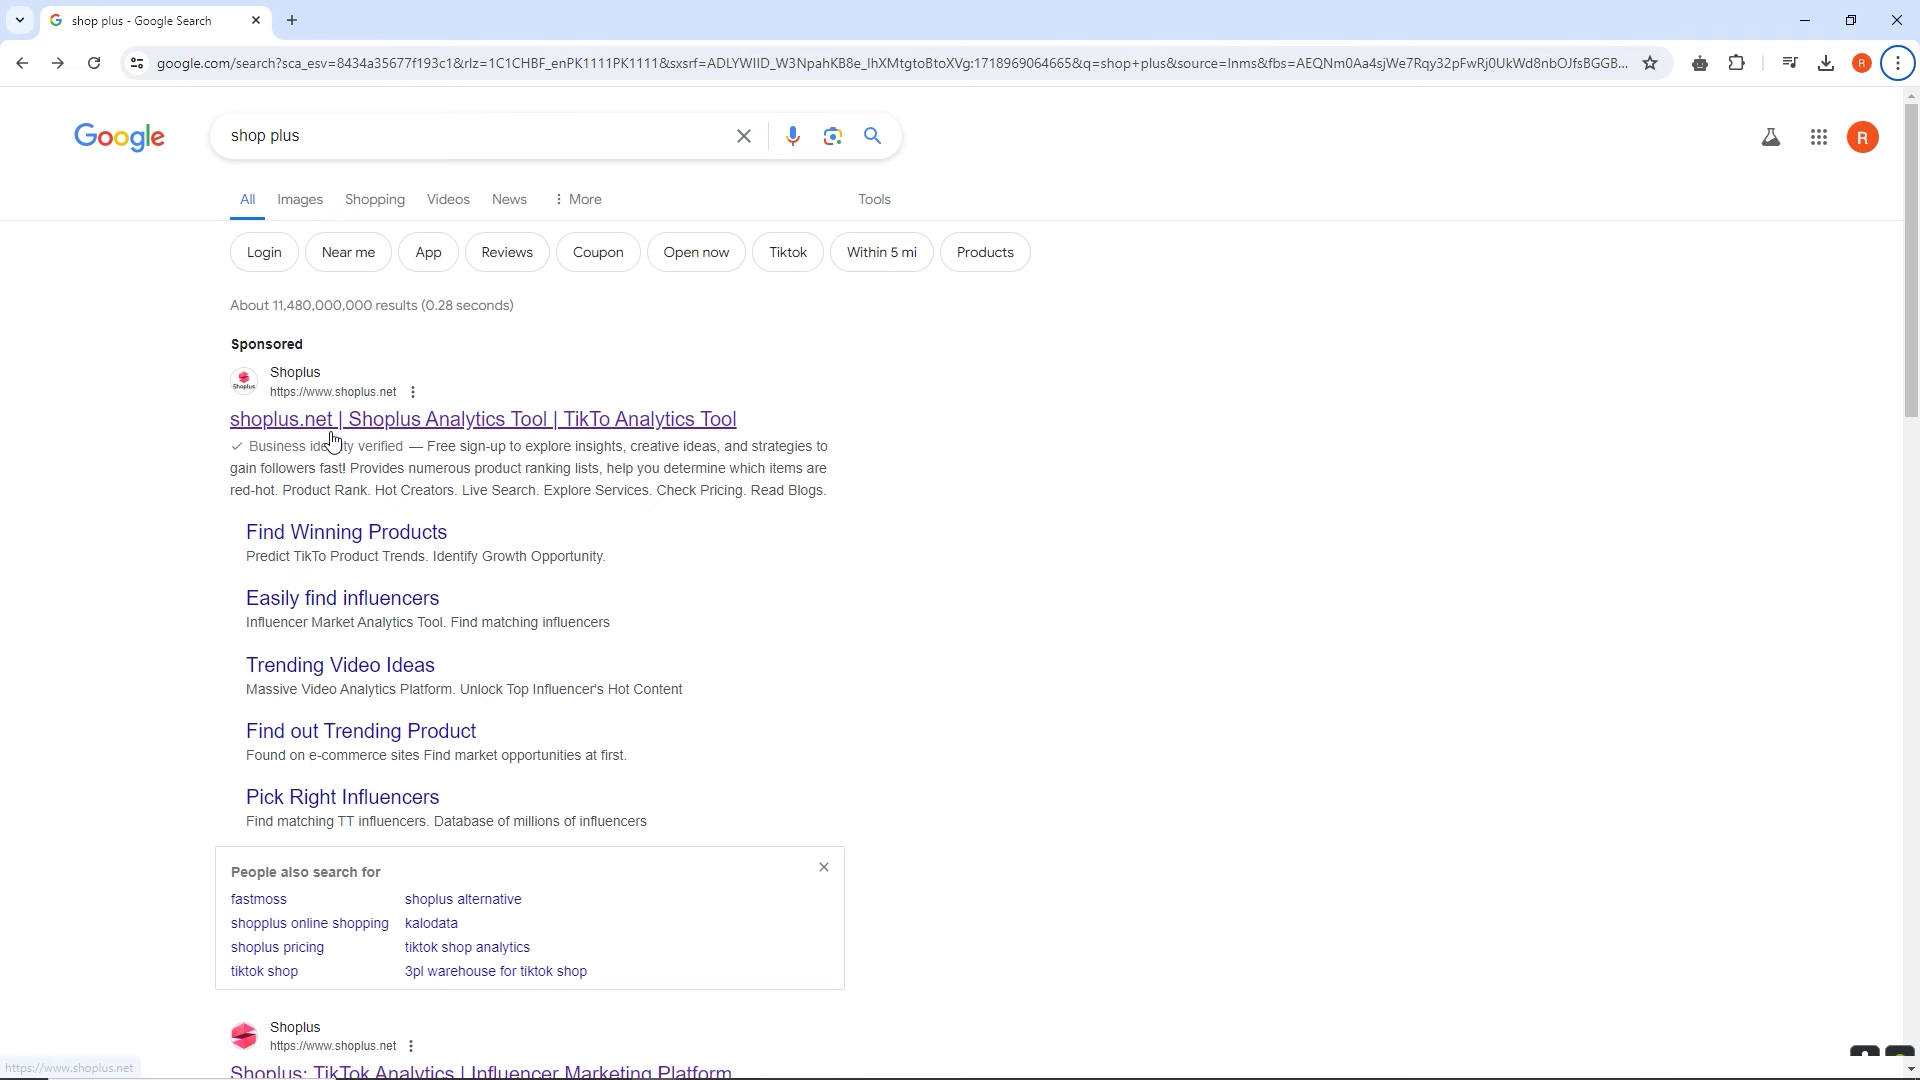 shop plus - Google Search
google.com/search?sca_esv=8434a35677f193c1&rlz=1C1CHBF_enPK1111PK1111&sxsrf=ADLYWIID_W3NpahKB8e_lhXMtgtoBtoXVg:1718969064665&q=shop+plus&source=lnms&fbs=AEQNm0Aa4sjWe7Rqy32pFwRj0UkWd8nbOJfsBGGB...
R
Google
shop plus
R
All Images Shopping Videos News More Tools
Login Near me App Reviews Coupon Open now Tiktok Within 5 mi Products
About 11,480,000,000 results (0.28 seconds)
Sponsored
Shoplus
Shoplus
https://www.shoplus.net
shoplus.net | Shoplus Analytics Tool | TikTo Analytics Tool
Business identity verified — Free sign-up to explore insights, creative ideas, and strategies to
gain followers fast! Provides numerous product ranking lists, help you determine which items are
red-hot. Product Rank. Hot Creators. Live Search. Explore Services. Check Pricing. Read Blogs.
Find Winning Products
Predict TikTo Product Trends. Identify Growth Opportunity.
Easily find influencers
Influencer Market Analytics Tool. Find matching influencers
Trending Video Ideas
Massive Video Analytics Platform. Unlock Top Influencer's Hot Content
Find out Trending Product
Found on e-commerce sites Find market opportunities at first.
Pick Right Influencers
Find matching TT influencers. Database of millions of influencers
People also search for
fastmoss shoplus alternative
shopplus online shopping kalodata
shoplus pricing tiktok shop analytics
tiktok shop 3pl warehouse for tiktok shop
Shoplus
https://www.shoplus.net
Shoplus: TikTok Analytics | Influencer Marketing Platform
https://www.shoplus.net